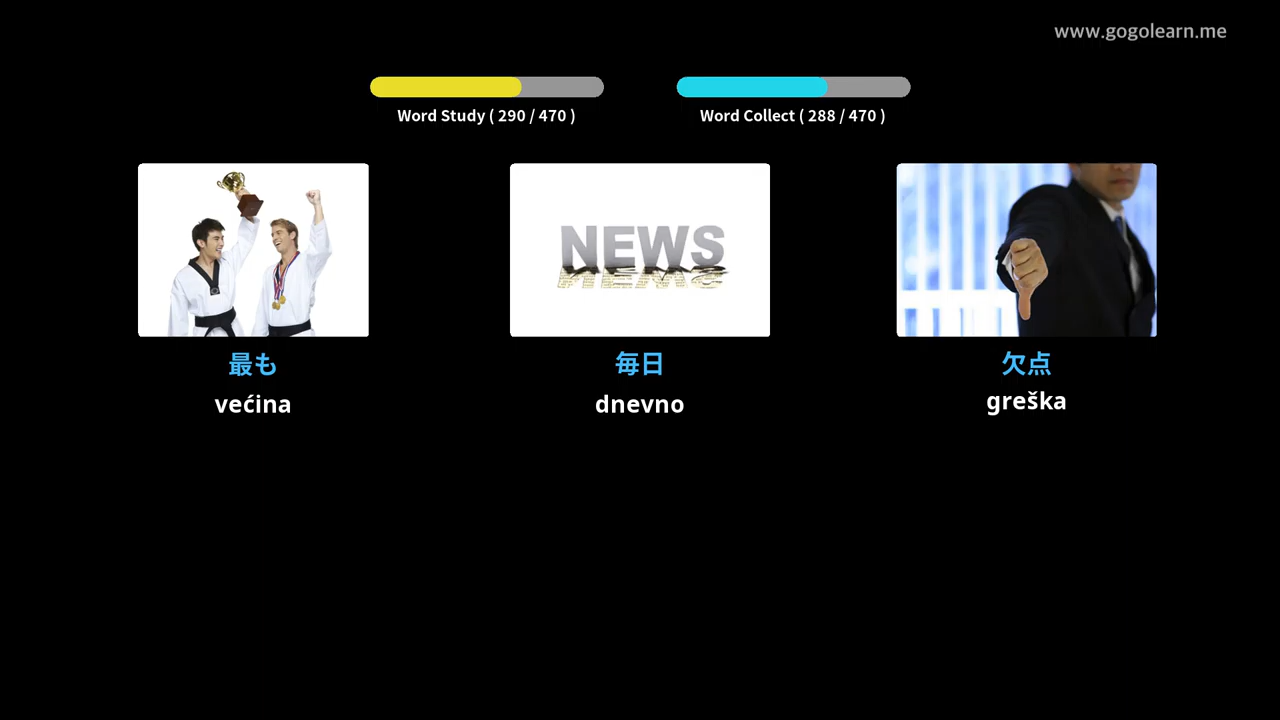 www.gogolearn.me
Word Study ( 290 / 470 )
Word Collect ( 288 / 470 )
NEWS
最も
毎日
欠点
većina
dnevno
greška